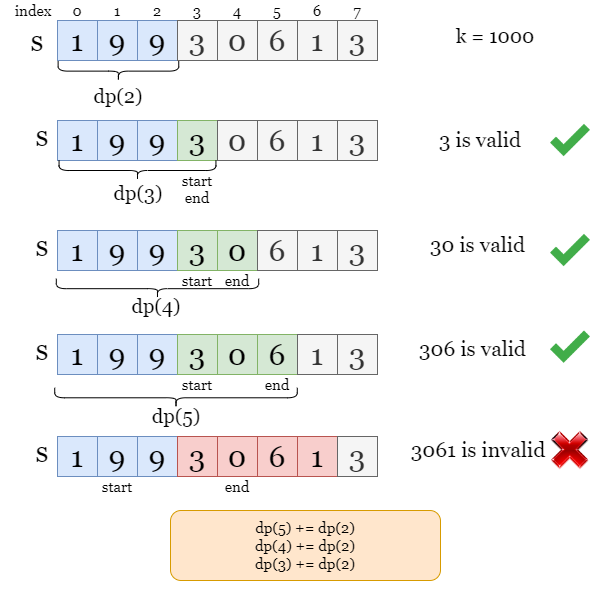 index 0 1 2 3 4 5 6 7
S 1 9 9 3 0 6 1 3 k = 1000
dp(2)
S 1 9 9 3 0 6 1 3 3 is valid
dp(3) start
end
S 1 9 9 3 0 6 1 3 30 is valid
start end
dp(4)
S 1 9 9 3 0 6 1 3 306 is valid
start end
dp(5)
S 1 9 9 3 0 6 1 3 3061 is invalid
start end
dp(5) += dp(2)
dp(4) += dp(2)
dp(3) += dp(2)